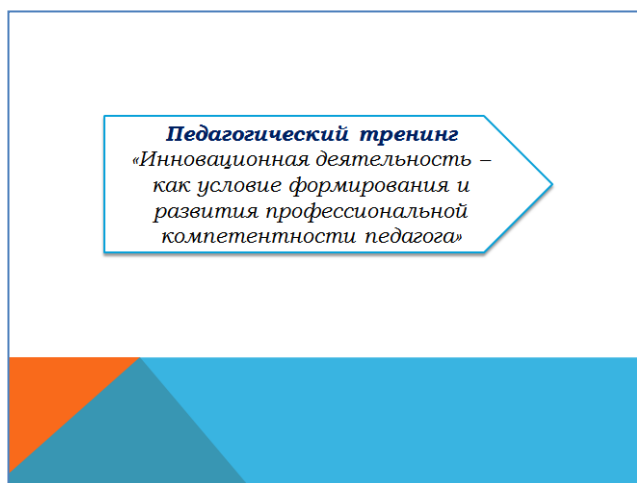 Педагогический тренинг
«Инновационная деятельность –
как условие формирования и
развития профессиональной
компетентности педагога»